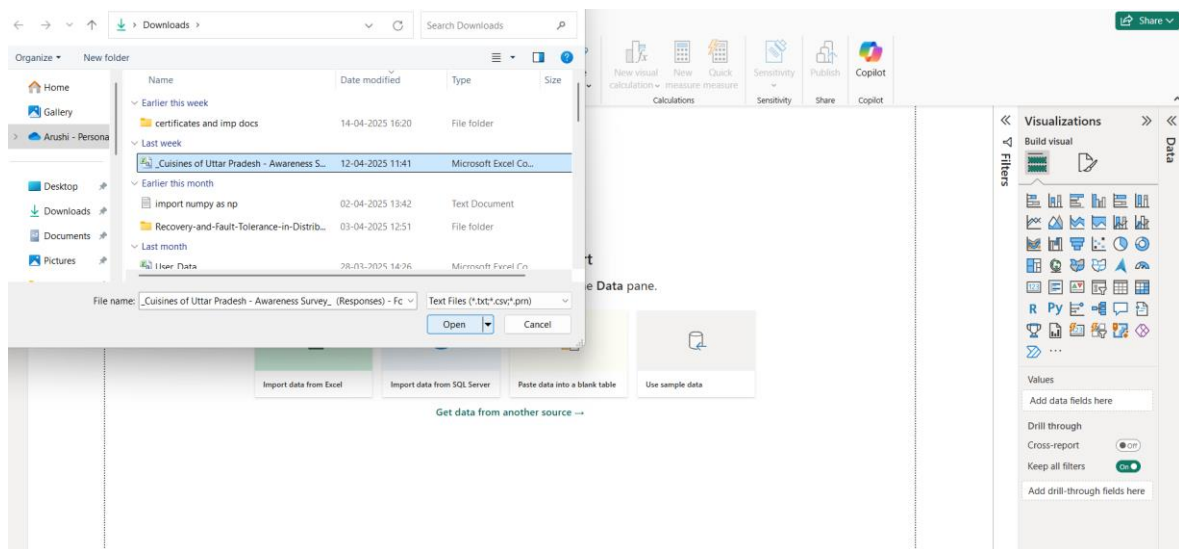 Downloads
Search Downloads
Share
Organize
New folder
Home
Gallery
Arushi - Persona
Desktop
Downloads
Documents
Pictures
Name
Date modified
Type
Size
Earlier this week
certificates and imp docs
14-04-2025 16:20
File folder
Last week
_Cuisines of Uttar Pradesh - Awareness S...
12-04-2025 11:41
Microsoft Excel Co...
Earlier this month
import numpy as np
02-04-2025 13:42
Text Document
Recovery-and-Fault-Tolerance-in-Distrib...
03-04-2025 12:51
File folder
Last month
User_Data
28-03-2025 14:26
Microsoft Excel Co
File name:
_Cuisines of Uttar Pradesh - Awareness Survey_ (Responses) - Fc
Text Files (*.txt;*.csv;*.prn)
Open
Cancel
New visual calculation
New measure
Quick measure
Sensitivity
Publish
Copilot
Calculations
Sensitivity
Share
Copilot
Data pane.
Import data from Excel
Import data from SQL Server
Paste data into a blank table
Use sample data
Get data from another source →
Filters
Visualizations
Build visual
123
R
Py
Values
Add data fields here
Drill through
Cross-report
Off
Keep all filters
On
Add drill-through fields here
Data